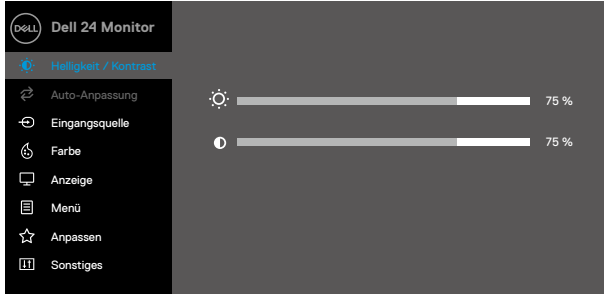 DELL Dell 24 Monitor
Helligkeit / Kontrast
Auto-Anpassung
75 %
Eingangsquelle
75 %
Farbe
Anzeige
Menü
Anpassen
Sonstiges